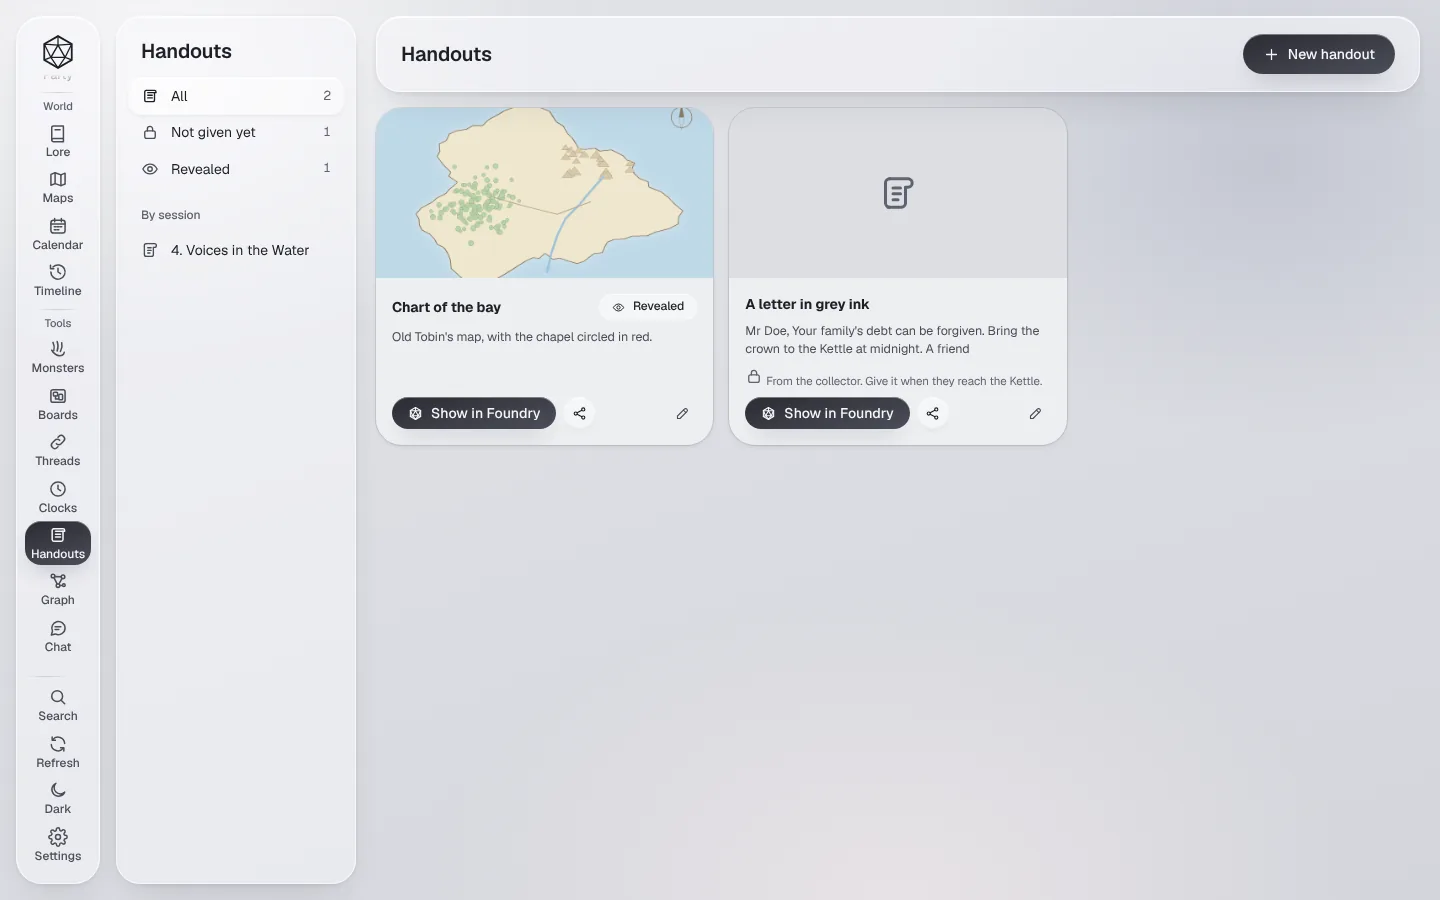 Party
World
Lore
Maps
Calendar
Timeline
Tools
Monsters
Boards
Threads
Clocks
Handouts
Graph
Chat
Search
Refresh
Dark
Settings
Handouts
All 2
Not given yet 1
Revealed 1
By session
4. Voices in the Water
Handouts
New handout
Chart of the bay
Revealed
Old Tobin's map, with the chapel circled in red.
Show in Foundry
A letter in grey ink
Mr Doe, Your family's debt can be forgiven. Bring the
crown to the Kettle at midnight. A friend
From the collector. Give it when they reach the Kettle.
Show in Foundry